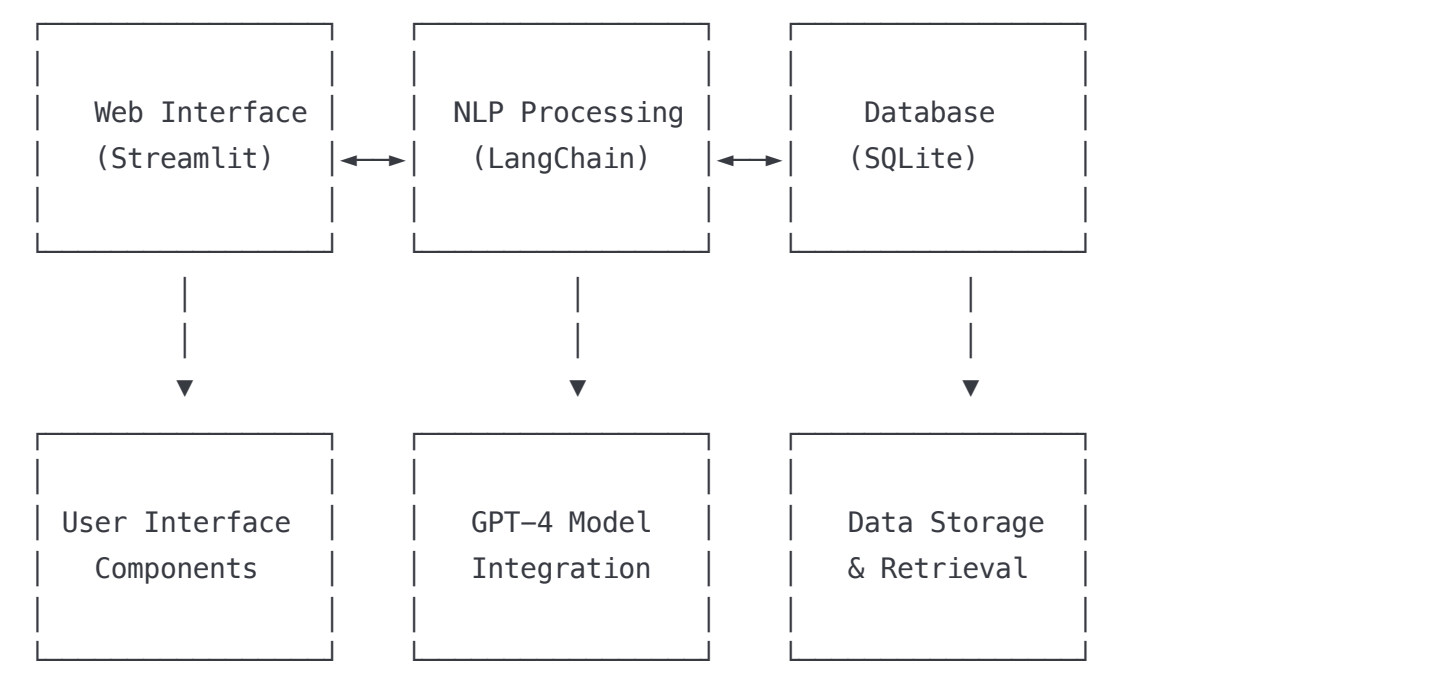 Web Interface
(Streamlit)
NLP Processing
(LangChain)
Database
(SQLite)
User Interface
Components
GPT–4 Model
Integration
Data Storage
& Retrieval